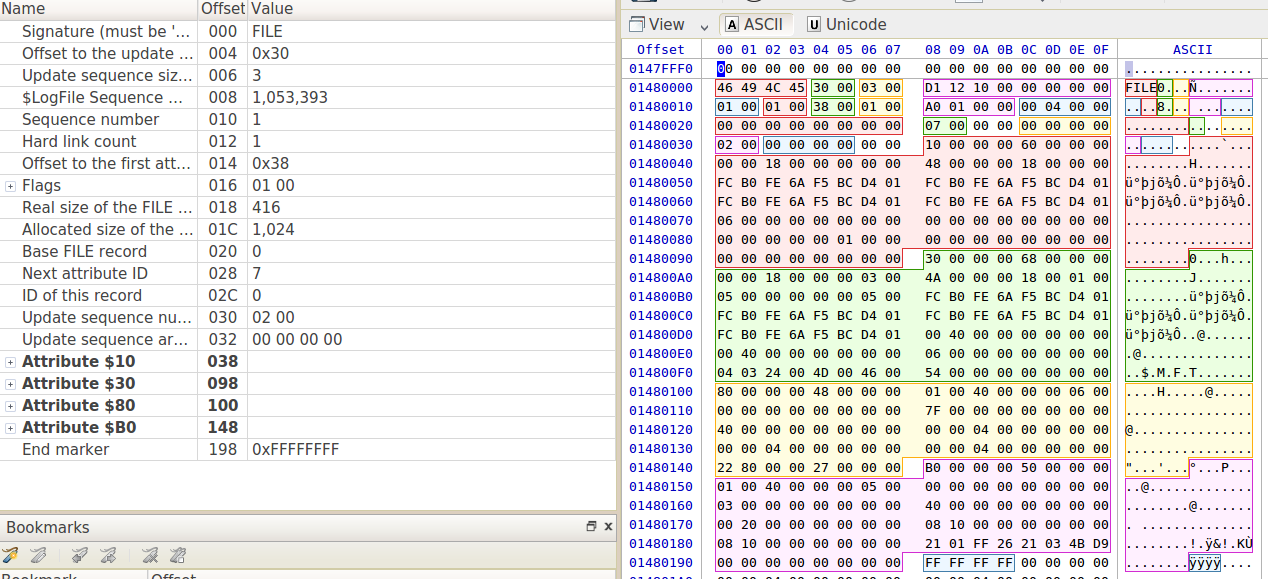 Name Offset Value
Signature (must be '... 000 FILE
Offset to the update ... 004 0x30
Update sequence siz... 006 3
$LogFile Sequence ... 008 1,053,393
Sequence number 010 1
Hard link count 012 1
Offset to the first att... 014 0x38
Flags 016 01 00
Real size of the FILE ... 018 416
Allocated size of the ... 01C 1,024
Base FILE record 020 0
Next attribute ID 028 7
ID of this record 02C 0
Update sequence nu... 030 02 00
Update sequence ar... 032 00 00 00 00
Attribute $10 038
Attribute $30 098
Attribute $80 100
Attribute $B0 148
End marker 198 0xFFFFFFFF
Bookmarks
View A ASCII U Unicode
Offset 00 01 02 03 04 05 06 07 08 09 0A 0B 0C 0D 0E 0F ASCII
0147FFF0 00 00 00 00 00 00 00 00 00 00 00 00 00 00 00 00 ................
01480000 46 49 4C 45 30 00 03 00 D1 12 10 00 00 00 00 00 FILE0...Ñ.......
01480010 01 00 01 00 38 00 01 00 A0 01 00 00 00 04 00 00 ....8... .......
01480020 00 00 00 00 00 00 00 00 07 00 00 00 00 00 00 00 ................
01480030 02 00 00 00 00 00 00 00 10 00 00 00 60 00 00 00 ............`...
01480040 00 00 18 00 00 00 00 00 48 00 00 00 18 00 00 00 ........H.......
01480050 FC B0 FE 6A F5 BC D4 01 FC B0 FE 6A F5 BC D4 01 ü°þjõ¼Ô.ü°þjõ¼Ô.
01480060 FC B0 FE 6A F5 BC D4 01 FC B0 FE 6A F5 BC D4 01 ü°þjõ¼Ô.ü°þjõ¼Ô.
01480070 06 00 00 00 00 00 00 00 00 00 00 00 00 00 00 00 ................
01480080 00 00 00 00 00 01 00 00 00 00 00 00 00 00 00 00 ................
01480090 00 00 00 00 00 00 00 00 30 00 00 00 68 00 00 00 ........0...h...
014800A0 00 00 18 00 00 00 03 00 4A 00 00 00 18 00 01 00 ........J.......
014800B0 05 00 00 00 00 00 05 00 FC B0 FE 6A F5 BC D4 01 ........ü°þjõ¼Ô.
014800C0 FC B0 FE 6A F5 BC D4 01 FC B0 FE 6A F5 BC D4 01 ü°þjõ¼Ô.ü°þjõ¼Ô.
014800D0 FC B0 FE 6A F5 BC D4 01 00 40 00 00 00 00 00 00 ü°þjõ¼Ô..@......
014800E0 00 40 00 00 00 00 00 00 06 00 00 00 00 00 00 00 .@..............
014800F0 04 03 24 00 4D 00 46 00 54 00 00 00 00 00 00 00 ..$.M.F.T.......
01480100 80 00 00 00 48 00 00 00 01 00 40 00 00 00 06 00 ....H.....@.....
01480110 00 00 00 00 00 00 00 00 7F 00 00 00 00 00 00 00 ................
01480120 40 00 00 00 00 00 00 00 00 00 04 00 00 00 00 00 @...............
01480130 00 00 04 00 00 00 00 00 00 00 04 00 00 00 00 00 ................
01480140 22 80 00 00 27 00 00 00 B0 00 00 00 50 00 00 00 "...'...°...P...
01480150 01 00 40 00 00 00 05 00 00 00 00 00 00 00 00 00 ..@.............
01480160 03 00 00 00 00 00 00 00 40 00 00 00 00 00 00 00 ........@.......
01480170 00 20 00 00 00 00 00 00 08 10 00 00 00 00 00 00 . ..............
01480180 08 10 00 00 00 00 00 00 21 01 FF 26 21 03 4B D9 ........!.ÿ&!.KÙ
01480190 00 00 00 00 00 00 00 00 FF FF FF FF 00 00 00 00 ........ÿÿÿÿ....